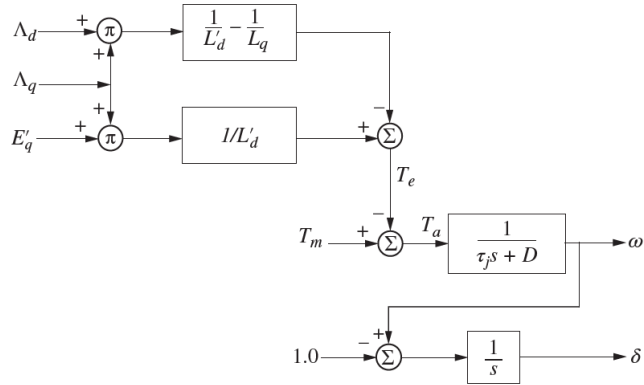 Λd + π 1/L′d − 1/Lq
+
Λq −
+
E′q + π 1/L′d + Σ
Te
−
Tm + Σ Ta 1/(τjs + D) ω
+
1.0 − Σ 1/s δ